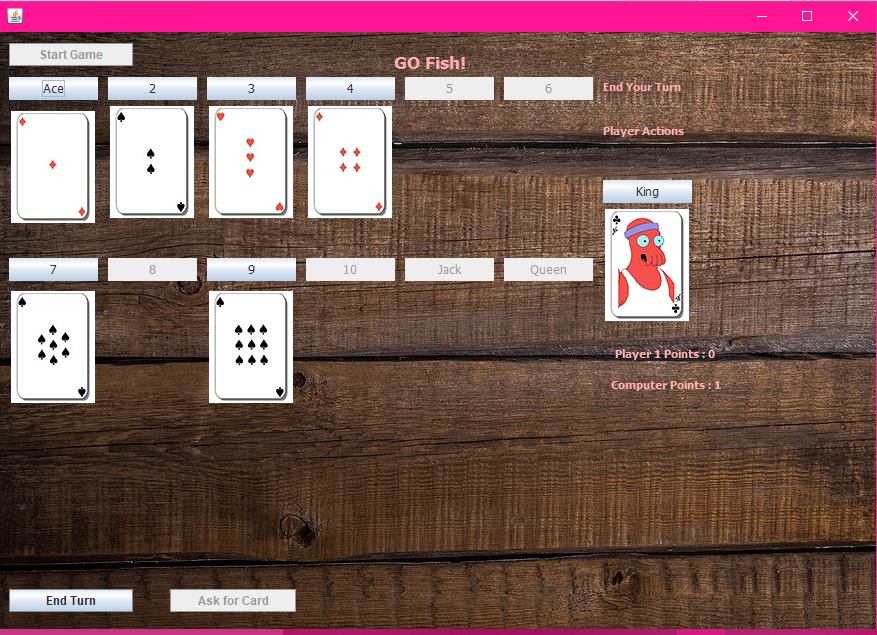 Start Game
GO Fish!
Ace 2 3 4 5 6 End Your Turn
Player Actions
King
7 8 9 10 Jack Queen
Player 1 Points : 0
Computer Points : 1
End Turn Ask for Card